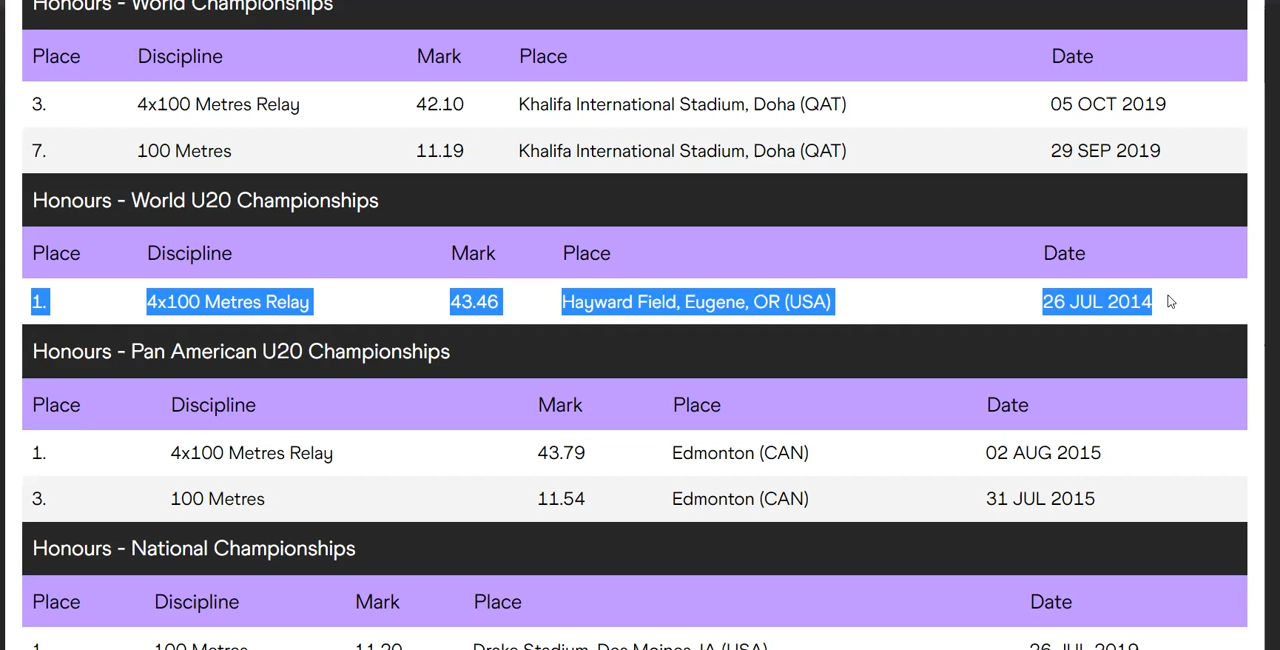 Honours - World Championships
Place Discipline Mark Place Date
3. 4x100 Metres Relay 42.10 Khalifa International Stadium, Doha (QAT) 05 OCT 2019
7. 100 Metres 11.19 Khalifa International Stadium, Doha (QAT) 29 SEP 2019
Honours - World U20 Championships
Place Discipline Mark Place Date
1. 4x100 Metres Relay 43.46 Hayward Field, Eugene, OR (USA) 26 JUL 2014
Honours - Pan American U20 Championships
Place Discipline Mark Place Date
1. 4x100 Metres Relay 43.79 Edmonton (CAN) 02 AUG 2015
3. 100 Metres 11.54 Edmonton (CAN) 31 JUL 2015
Honours - National Championships
Place Discipline Mark Place Date
1. 100 Metres 11.20 Drake Stadium, Des Moines, IA (USA) 26 JUL 2019